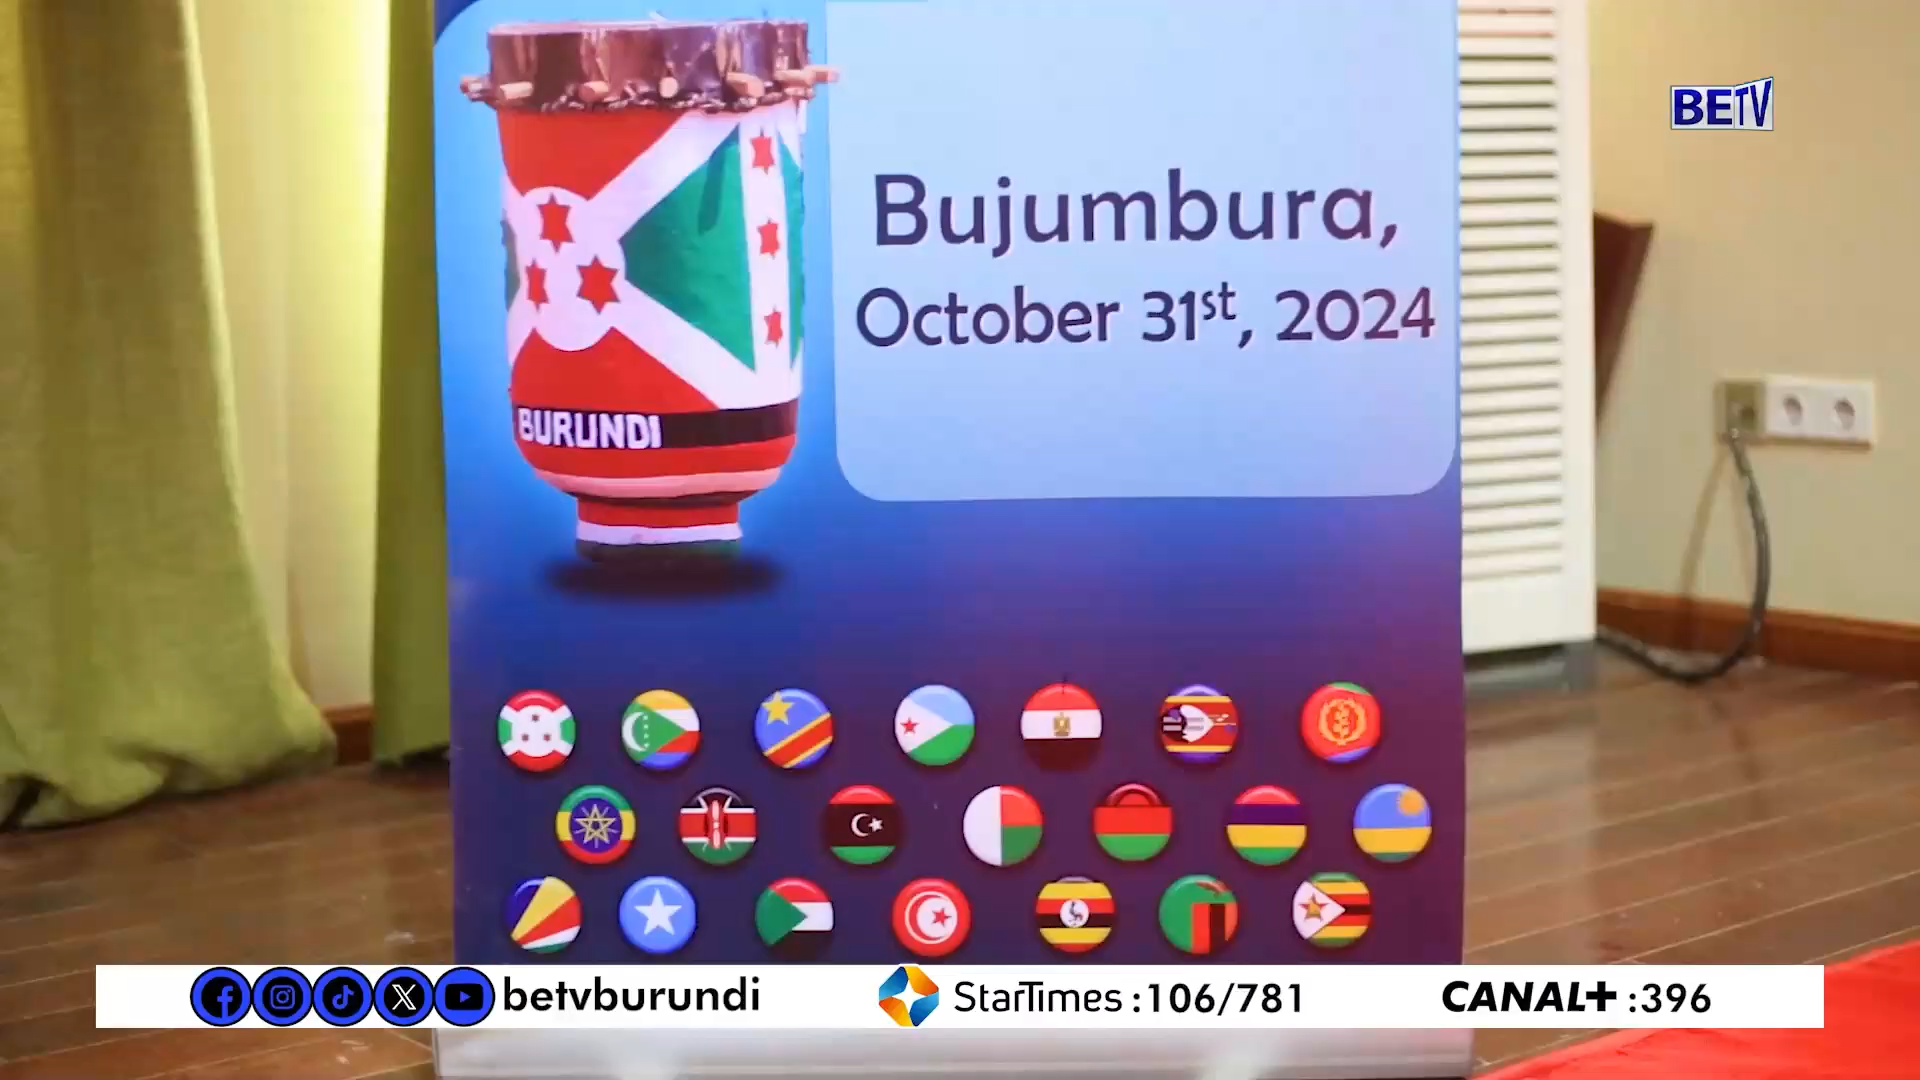 BETV
Bujumbura,
October 31st, 2024
BURUNDI
betvburundi
StarTimes :106/781
CANAL+ :396